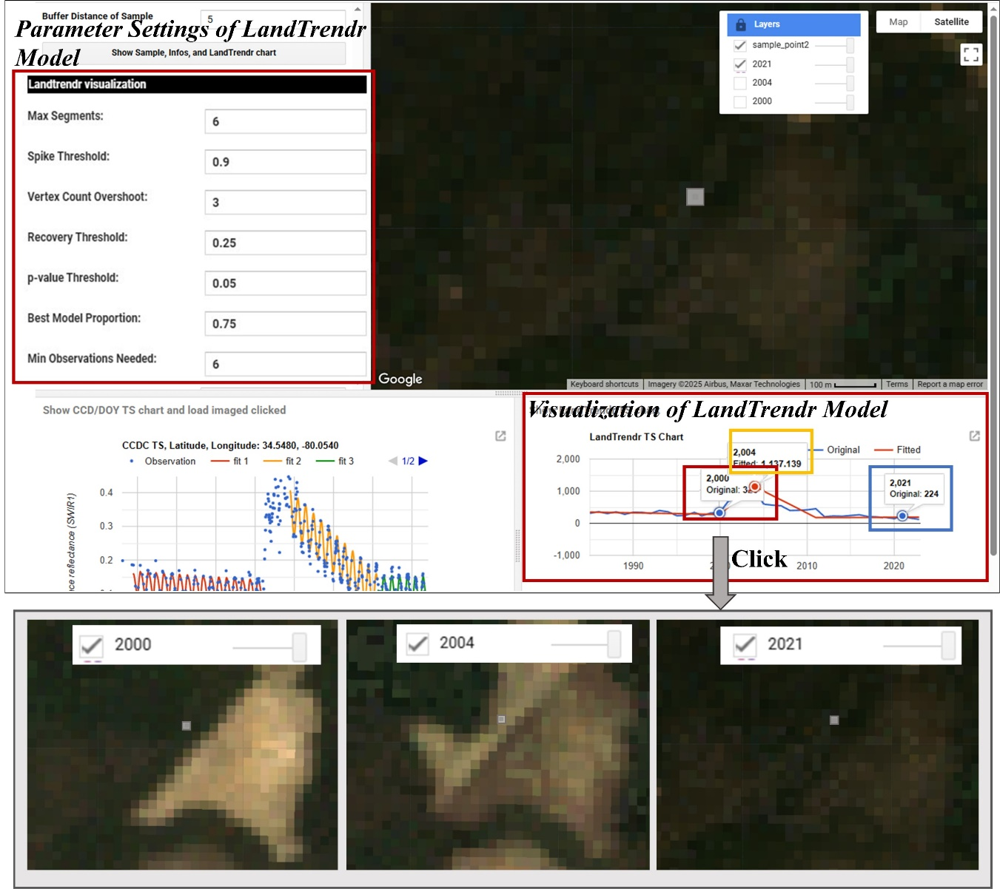 Buffer Distance of Sample
5
Parameter Settings of LandTrendr
Model
Show Sample, Infos, and LandTrendr chart
Landtrendr visualization
Max Segments:
6
Spike Threshold:
0.9
Vertex Count Overshoot:
3
Recovery Threshold:
0.25
p-value Threshold:
0.05
Best Model Proportion:
0.75
Min Observations Needed:
6
Layers
sample_point2
2021
2004
2000
Map
Satellite
Google
Keyboard shortcuts
Imagery ©2025 Airbus, Maxar Technologies
100 m
Terms
Report a map error
Show CCD/DOY TS chart and load imaged clicked
CCDC TS, Latitude, Longitude: 34.5480, -80.0540
Observation
fit 1
fit 2
fit 3
1/2
0.4
0.3
0.2
reflectance (SWIR1)
Visualization of LandTrendr Model
LandTrendr TS Chart
Original
Fitted
2,000
1,000
0
-1,000
2,004
Fitted: 1,137.139
2,000
Original:
2,021
Original: 224
1990
2010
2020
Click
2000
2004
2021